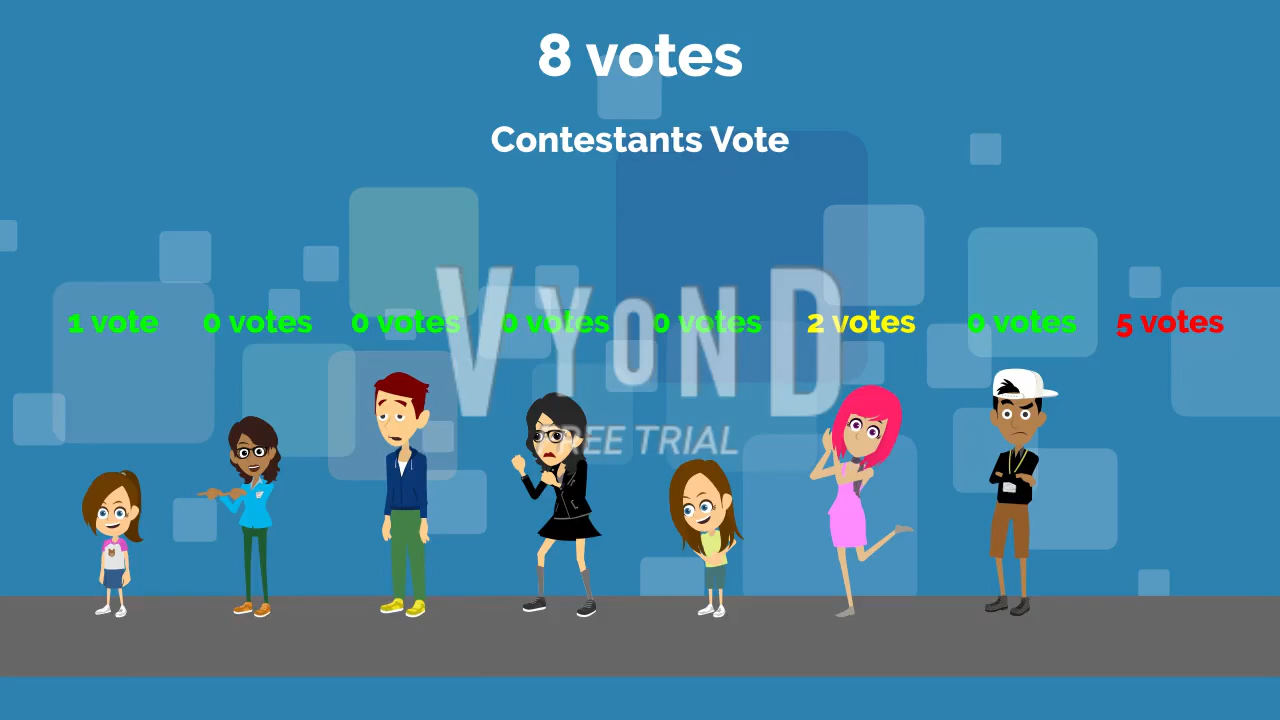 8 votes
Contestants Vote
1 vote 0 votes 0 votes 0 votes 0 votes 2 votes 0 votes 5 votes
VYOND
FREE TRIAL